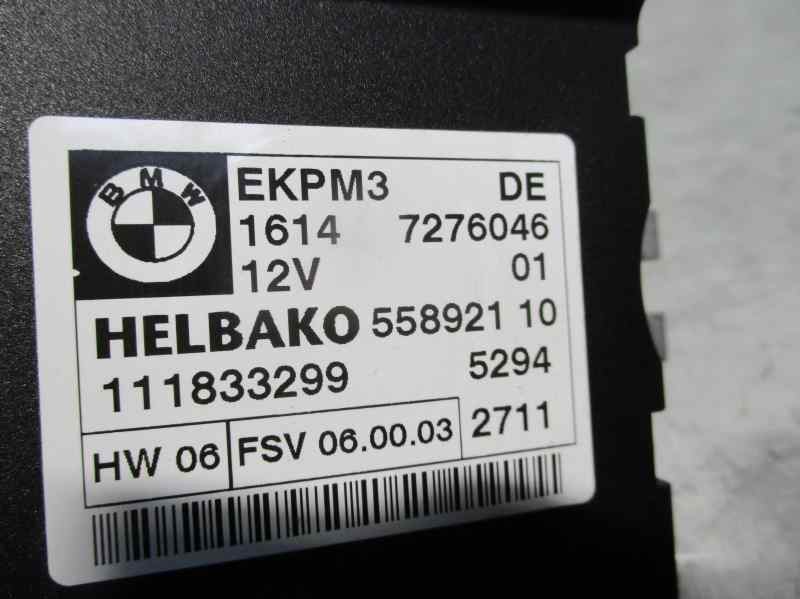 BMW
EKPM3 DE
1614 7276046
12V 01
HELBAKO 558921 10
111833299 5294
HW 06 FSV 06.00.03 2711